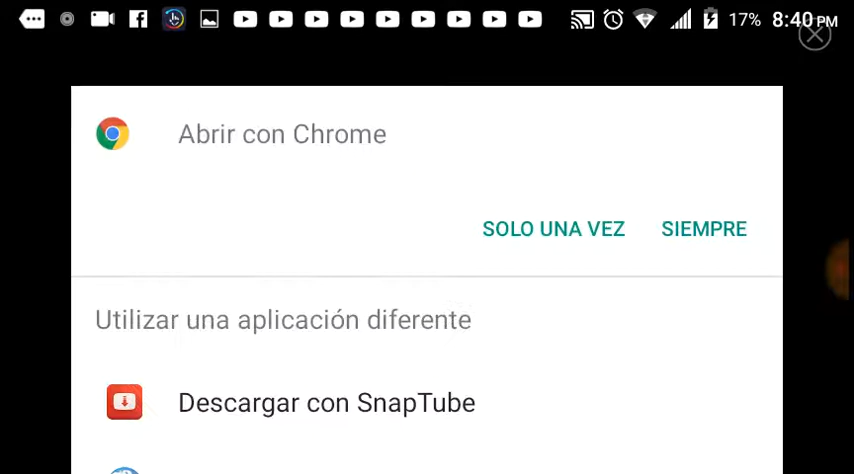 17% 8:40 PM
Abrir con Chrome
SOLO UNA VEZ SIEMPRE
Utilizar una aplicación diferente
Descargar con SnapTube